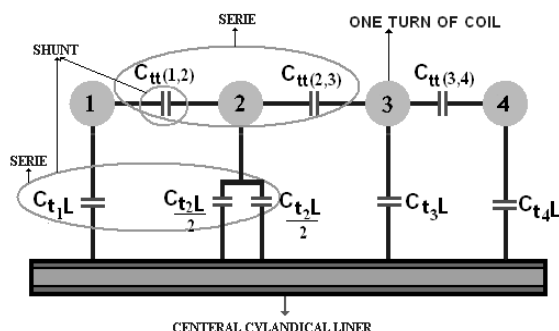 SERIE
ONE TURN OF COIL
SHUNT
Ctt(1,2)
Ctt(2,3)
Ctt(3,4)
1
2
3
4
SERIE
Ct1L
Ct2L
2
Ct2L
2
Ct3L
Ct4L
CENTERAL CYLANDICAL LINER